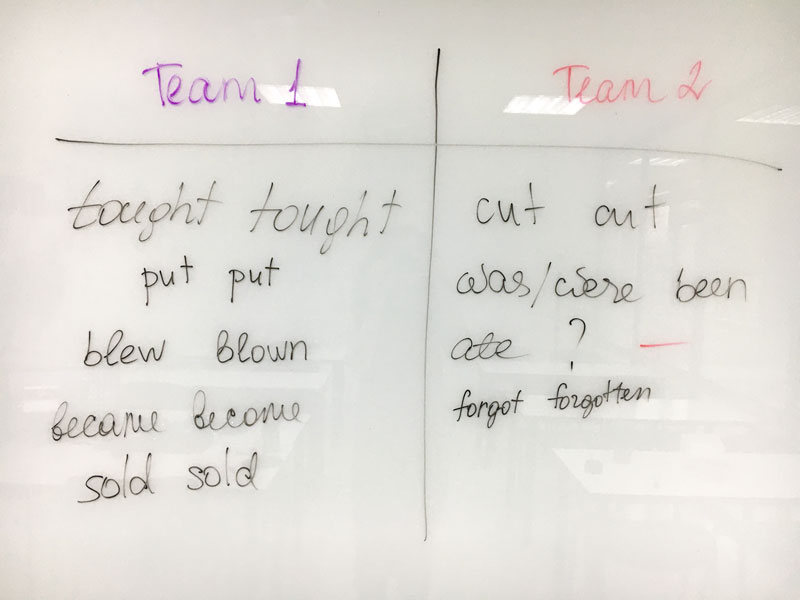 Team 1
tought tought
put put
blew blown
became become
sold sold
Team 2
cut cut
was/were been
ate ? —
forgot forgotten